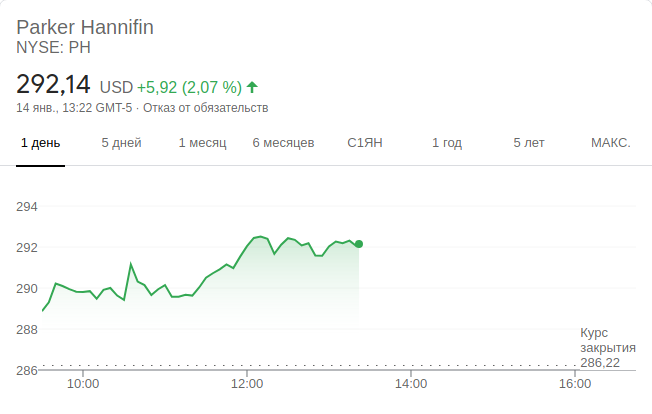 Parker Hannifin
NYSE: PH
292,14 USD +5,92 (2,07 %)
14 янв., 13:22 GMT-5 · Отказ от обязательств
1 день 5 дней 1 месяц 6 месяцев С1ЯН 1 год 5 лет МАКС.
294
292
290
288
286
Курс
закрытия
286,22
10:00 12:00 14:00 16:00